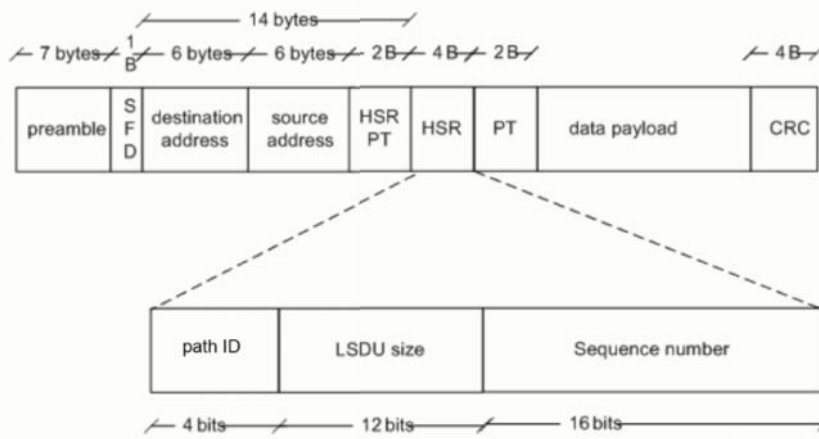 14 bytes
7 bytes
1
B
6 bytes
6 bytes
2B
4B
2B
4B
preamble
S
F
D
destination
address
source
address
HSR
PT
HSR
PT
data payload
CRC
path ID
LSDU size
Sequence number
4 bits
12 bits
16 bits